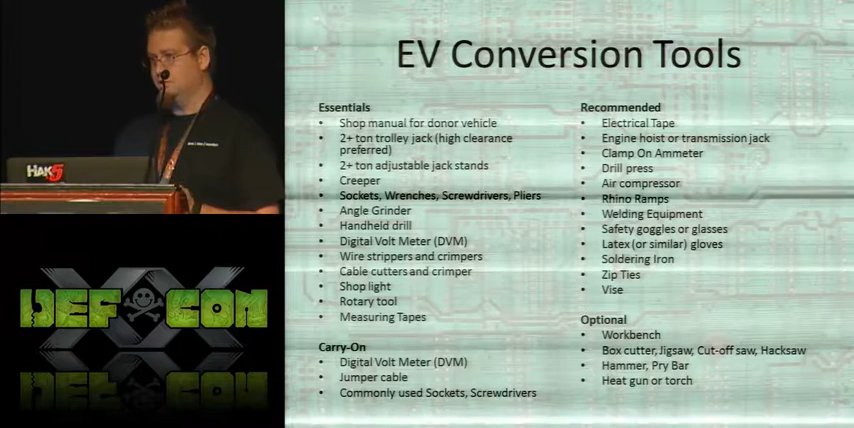 EV Conversion Tools
Essentials
• Shop manual for donor vehicle
• 2+ ton trolley jack (high clearance
preferred)
• 2+ ton adjustable jack stands
• Creeper
• Sockets, Wrenches, Screwdrivers, Pliers
• Angle Grinder
• Handheld drill
• Digital Volt Meter (DVM)
• Wire strippers and crimpers
• Cable cutters and crimper
• Shop light
• Rotary tool
• Measuring Tapes
Carry-On
• Digital Volt Meter (DVM)
• Jumper cable
• Commonly used Sockets, Screwdrivers
Recommended
• Electrical Tape
• Engine hoist or transmission jack
• Clamp On Ammeter
• Drill press
• Air compressor
• Rhino Ramps
• Welding Equipment
• Safety goggles or glasses
• Latex (or similar) gloves
• Soldering Iron
• Zip Ties
• Vise
Optional
• Workbench
• Box cutter, Jigsaw, Cut-off saw, Hacksaw
• Hammer, Pry Bar
• Heat gun or torch
HAK5
DEF CON
XX